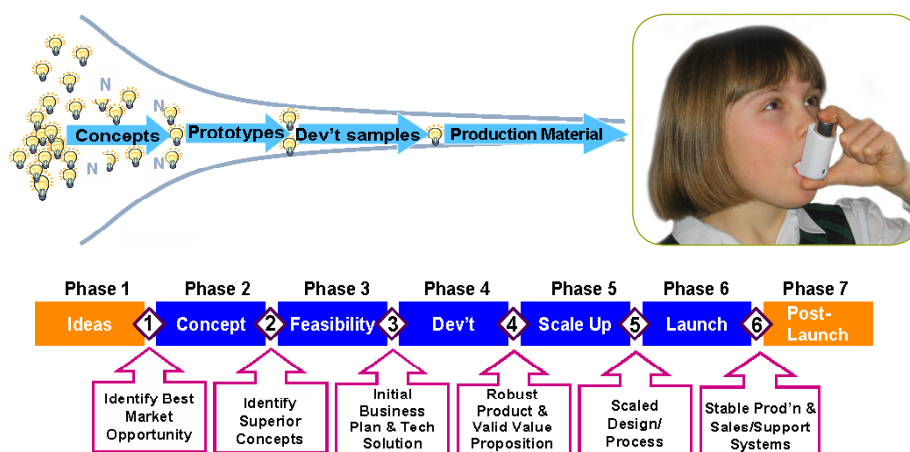 N
N
Concepts
Prototypes
Dev't samples
Production Material
N
N
Phase 1
Phase 2
Phase 3
Phase 4
Phase 5
Phase 6
Phase 7
Ideas
1
Concept
2
Feasibility
3
Dev't
4
Scale Up
5
Launch
6
Post-
Launch
Identify Best
Market
Opportunity
Identify
Superior
Concepts
Initial
Business
Plan & Tech
Solution
Robust
Product &
Valid Value
Proposition
Scaled
Design/
Process
Stable Prod'n &
Sales/Support
Systems